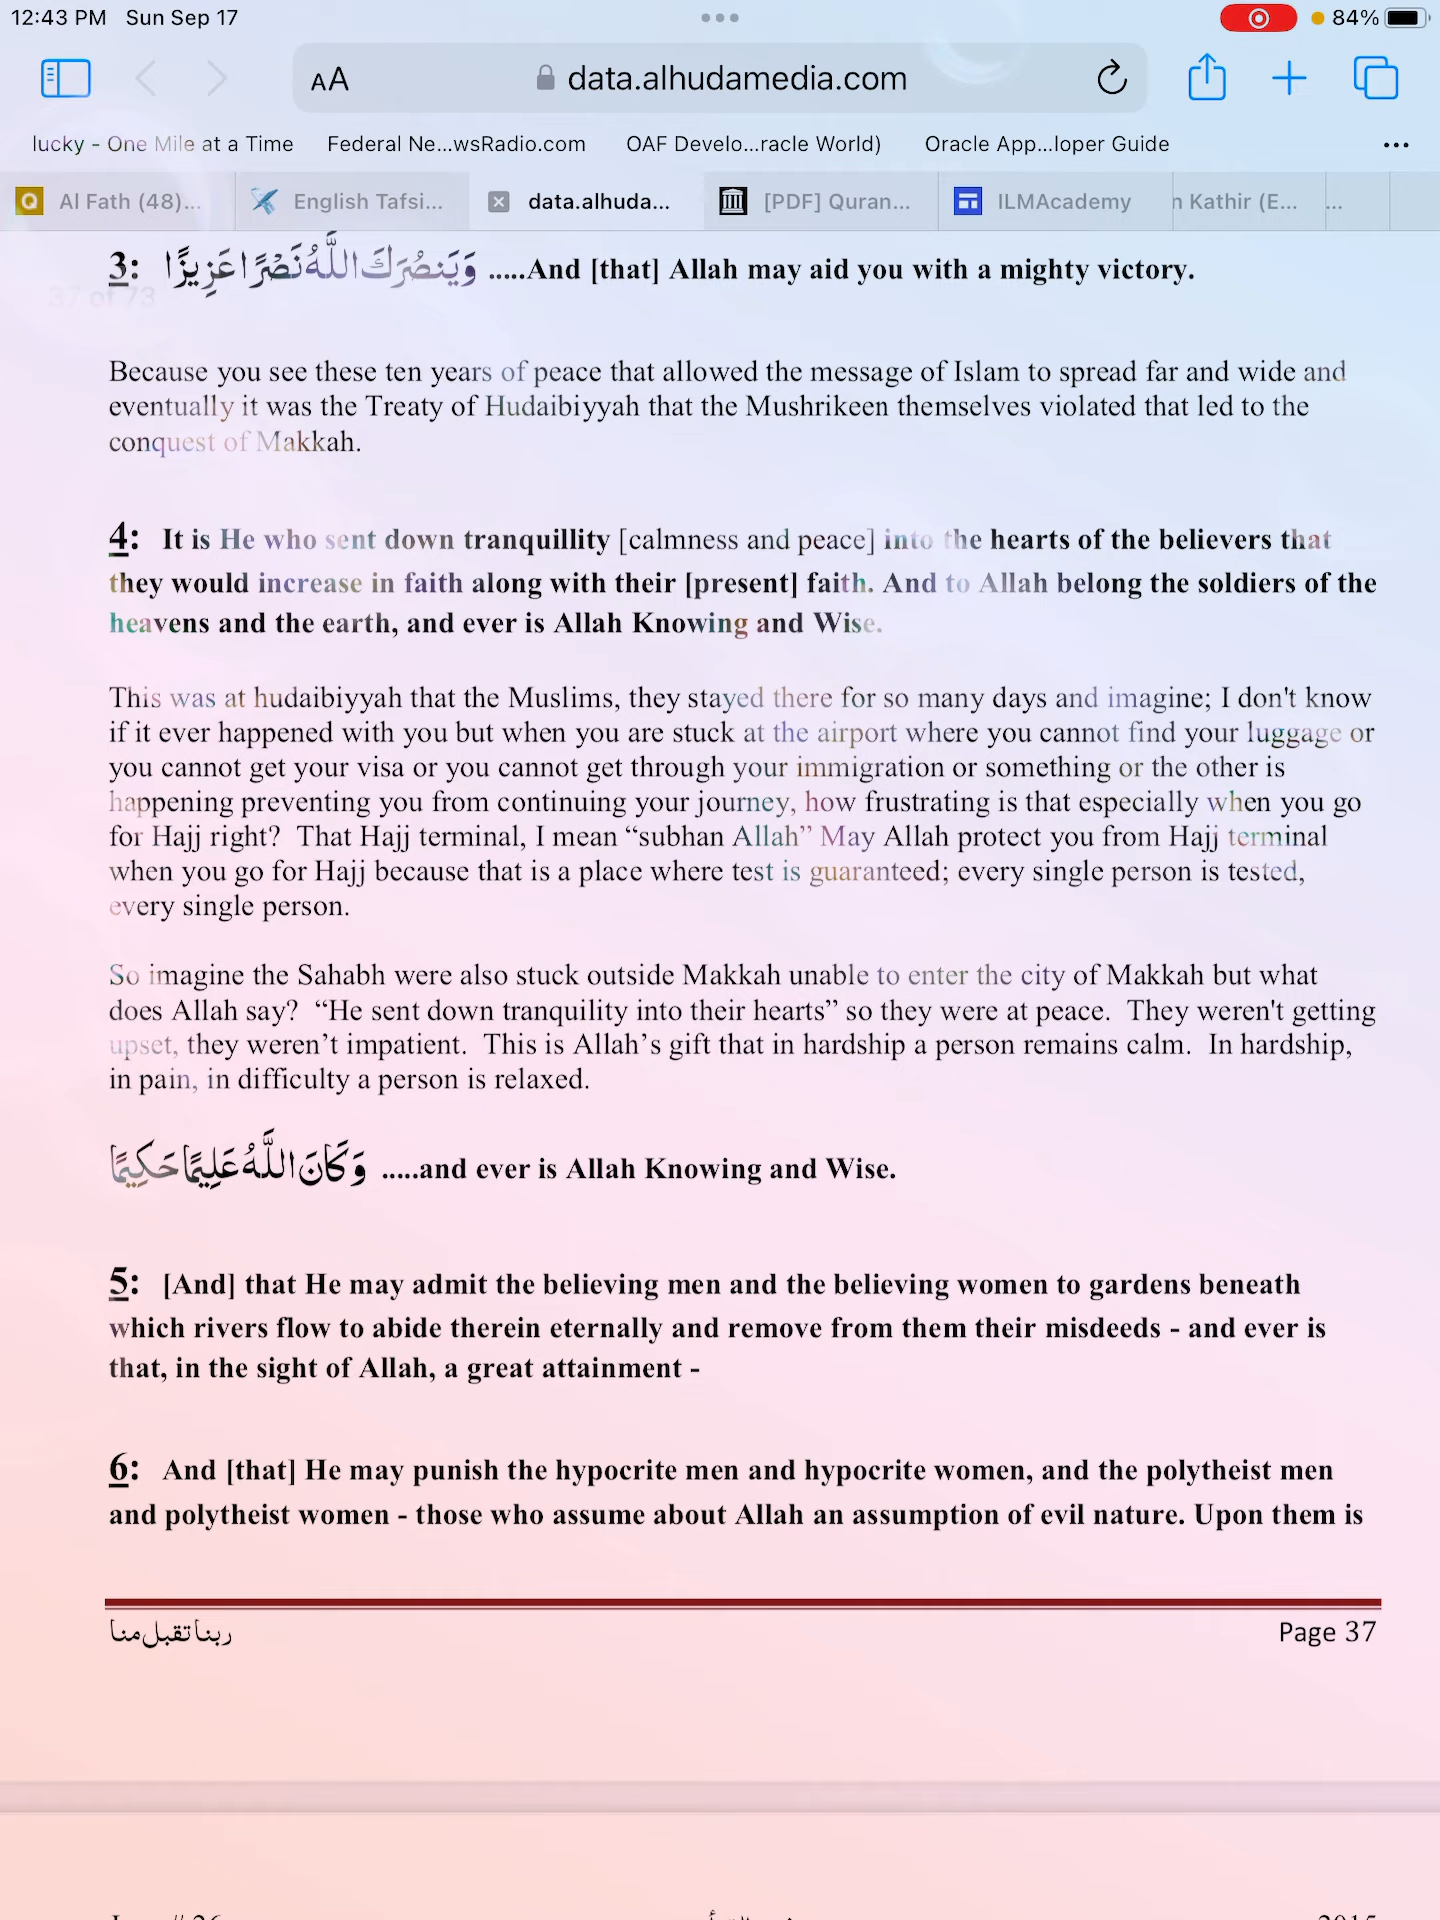 12:43 PM Sun Sep 17
84%
AA data.alhudamedia.com
lucky - One Mile at a Time Federal Ne...wsRadio.com OAF Develo...racle World) Oracle App...loper Guide
Al Fath (48)... English Tafsi... data.alhuda... [PDF] Quran... ILMAcademy n Kathir (E... ...
3: وَيَنصُرَكَ اللَّهُ نَصْرًا عَزِيزًا .....And [that] Allah may aid you with a mighty victory.
37 of 73
Because you see these ten years of peace that allowed the message of Islam to spread far and wide and
eventually it was the Treaty of Hudaibiyyah that the Mushrikeen themselves violated that led to the
conquest of Makkah.
4: It is He who sent down tranquillity [calmness and peace] into the hearts of the believers that
they would increase in faith along with their [present] faith. And to Allah belong the soldiers of the
heavens and the earth, and ever is Allah Knowing and Wise.
This was at hudaibiyyah that the Muslims, they stayed there for so many days and imagine; I don't know
if it ever happened with you but when you are stuck at the airport where you cannot find your luggage or
you cannot get your visa or you cannot get through your immigration or something or the other is
happening preventing you from continuing your journey, how frustrating is that especially when you go
for Hajj right? That Hajj terminal, I mean “subhan Allah” May Allah protect you from Hajj terminal
when you go for Hajj because that is a place where test is guaranteed; every single person is tested,
every single person.
So imagine the Sahabh were also stuck outside Makkah unable to enter the city of Makkah but what
does Allah say? “He sent down tranquility into their hearts” so they were at peace. They weren't getting
upset, they weren’t impatient. This is Allah’s gift that in hardship a person remains calm. In hardship,
in pain, in difficulty a person is relaxed.
وَكَانَ اللَّهُ عَلِيمًا حَكِيمًا .....and ever is Allah Knowing and Wise.
5: [And] that He may admit the believing men and the believing women to gardens beneath
which rivers flow to abide therein eternally and remove from them their misdeeds - and ever is
that, in the sight of Allah, a great attainment -
6: And [that] He may punish the hypocrite men and hypocrite women, and the polytheist men
and polytheist women - those who assume about Allah an assumption of evil nature. Upon them is
ربنا تقبل منا Page 37